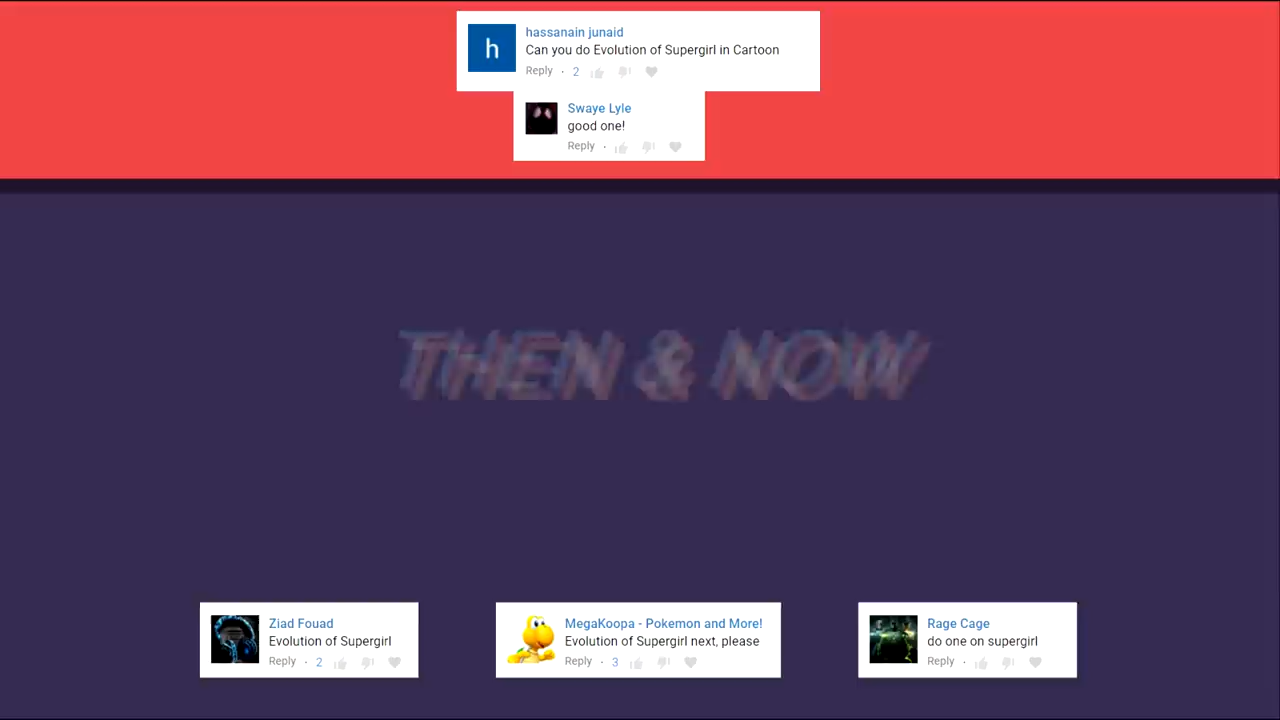 h
hassanain junaid
Can you do Evolution of Supergirl in Cartoon
Reply · 2
Swaye Lyle
good one!
Reply ·
THEN & NOW
Ziad Fouad
Evolution of Supergirl
Reply · 2
MegaKoopa - Pokemon and More!
Evolution of Supergirl next, please
Reply · 3
Rage Cage
do one on supergirl
Reply ·